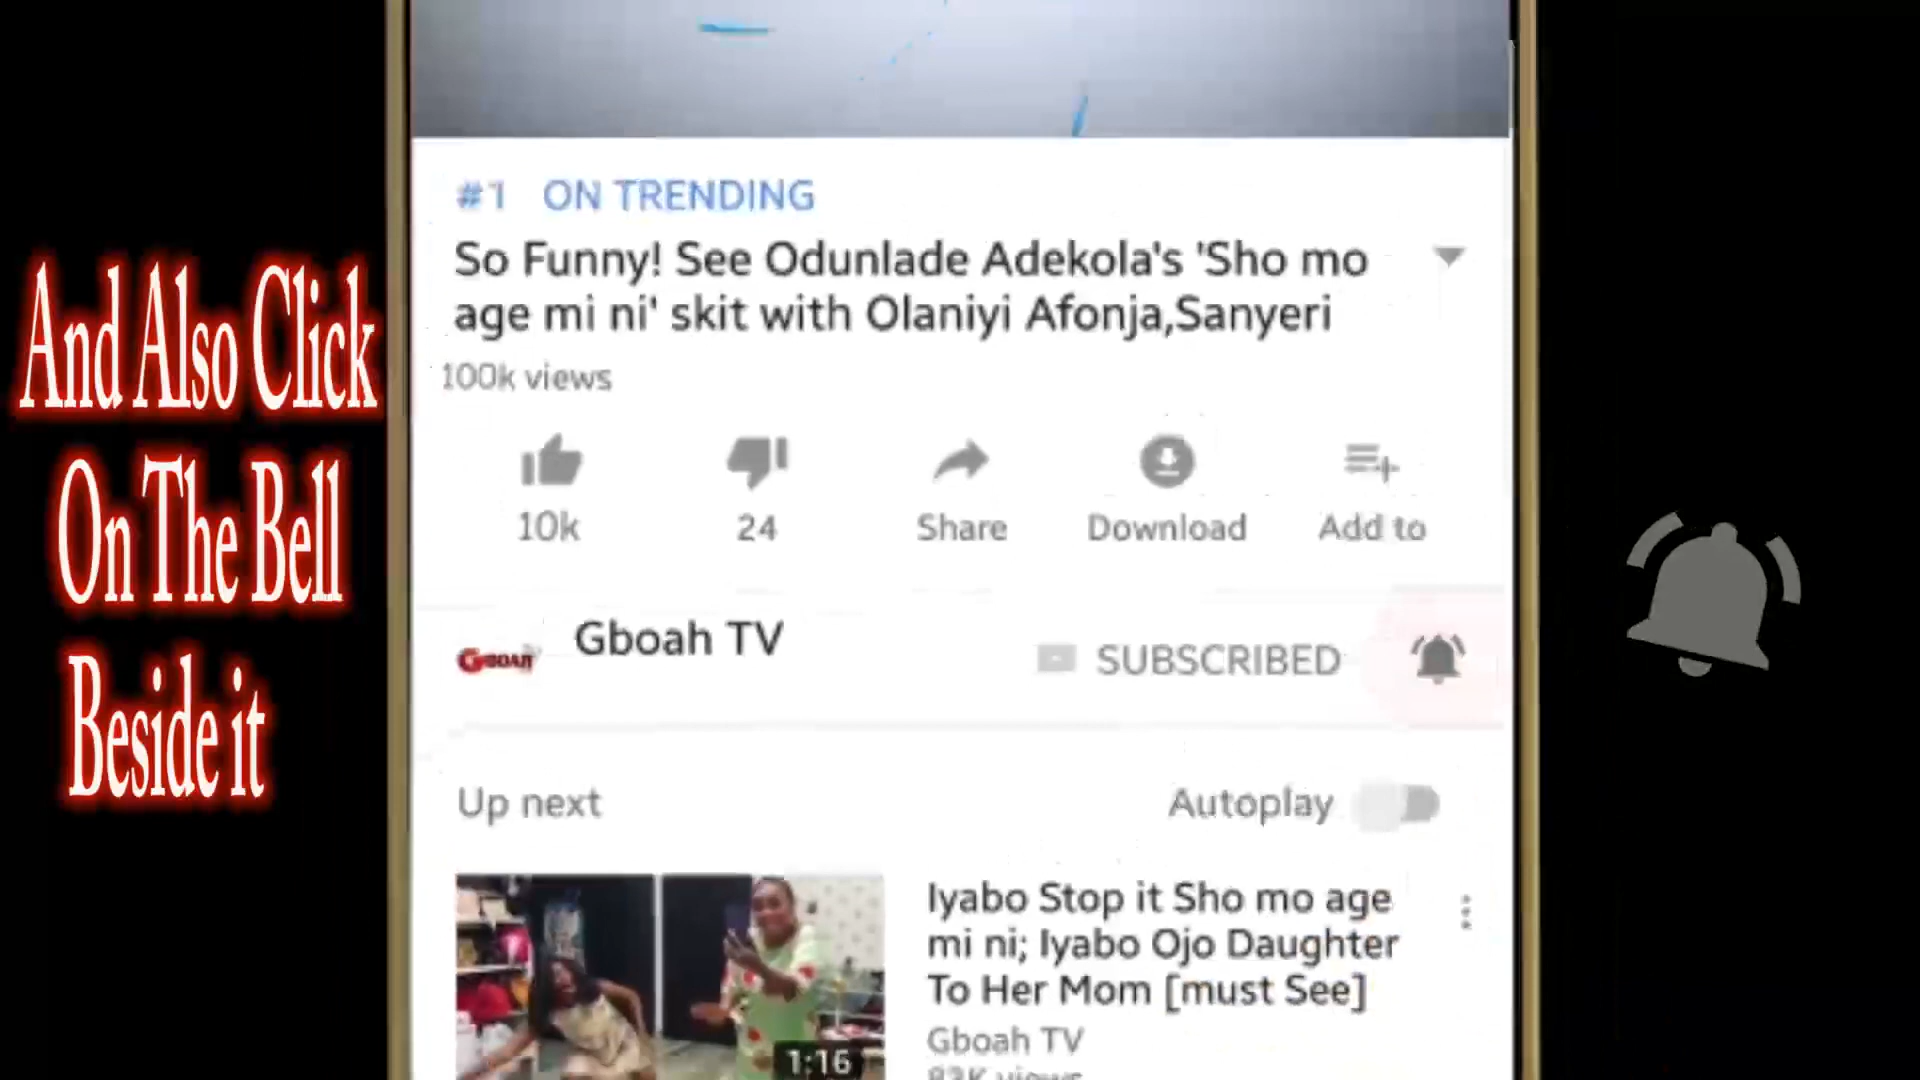 And Also Click
On The Bell
Beside it
#1 ON TRENDING
So Funny! See Odunlade Adekola's 'Sho mo
age mi ni' skit with Olaniyi Afonja,Sanyeri
100k views
10k
24
Share
Download
Add to
GBOAH
Gboah TV
SUBSCRIBED
Up next
Autoplay
Iyabo Stop it Sho mo age
mi ni; Iyabo Ojo Daughter
To Her Mom [must See]
Gboah TV
83K views
1:16